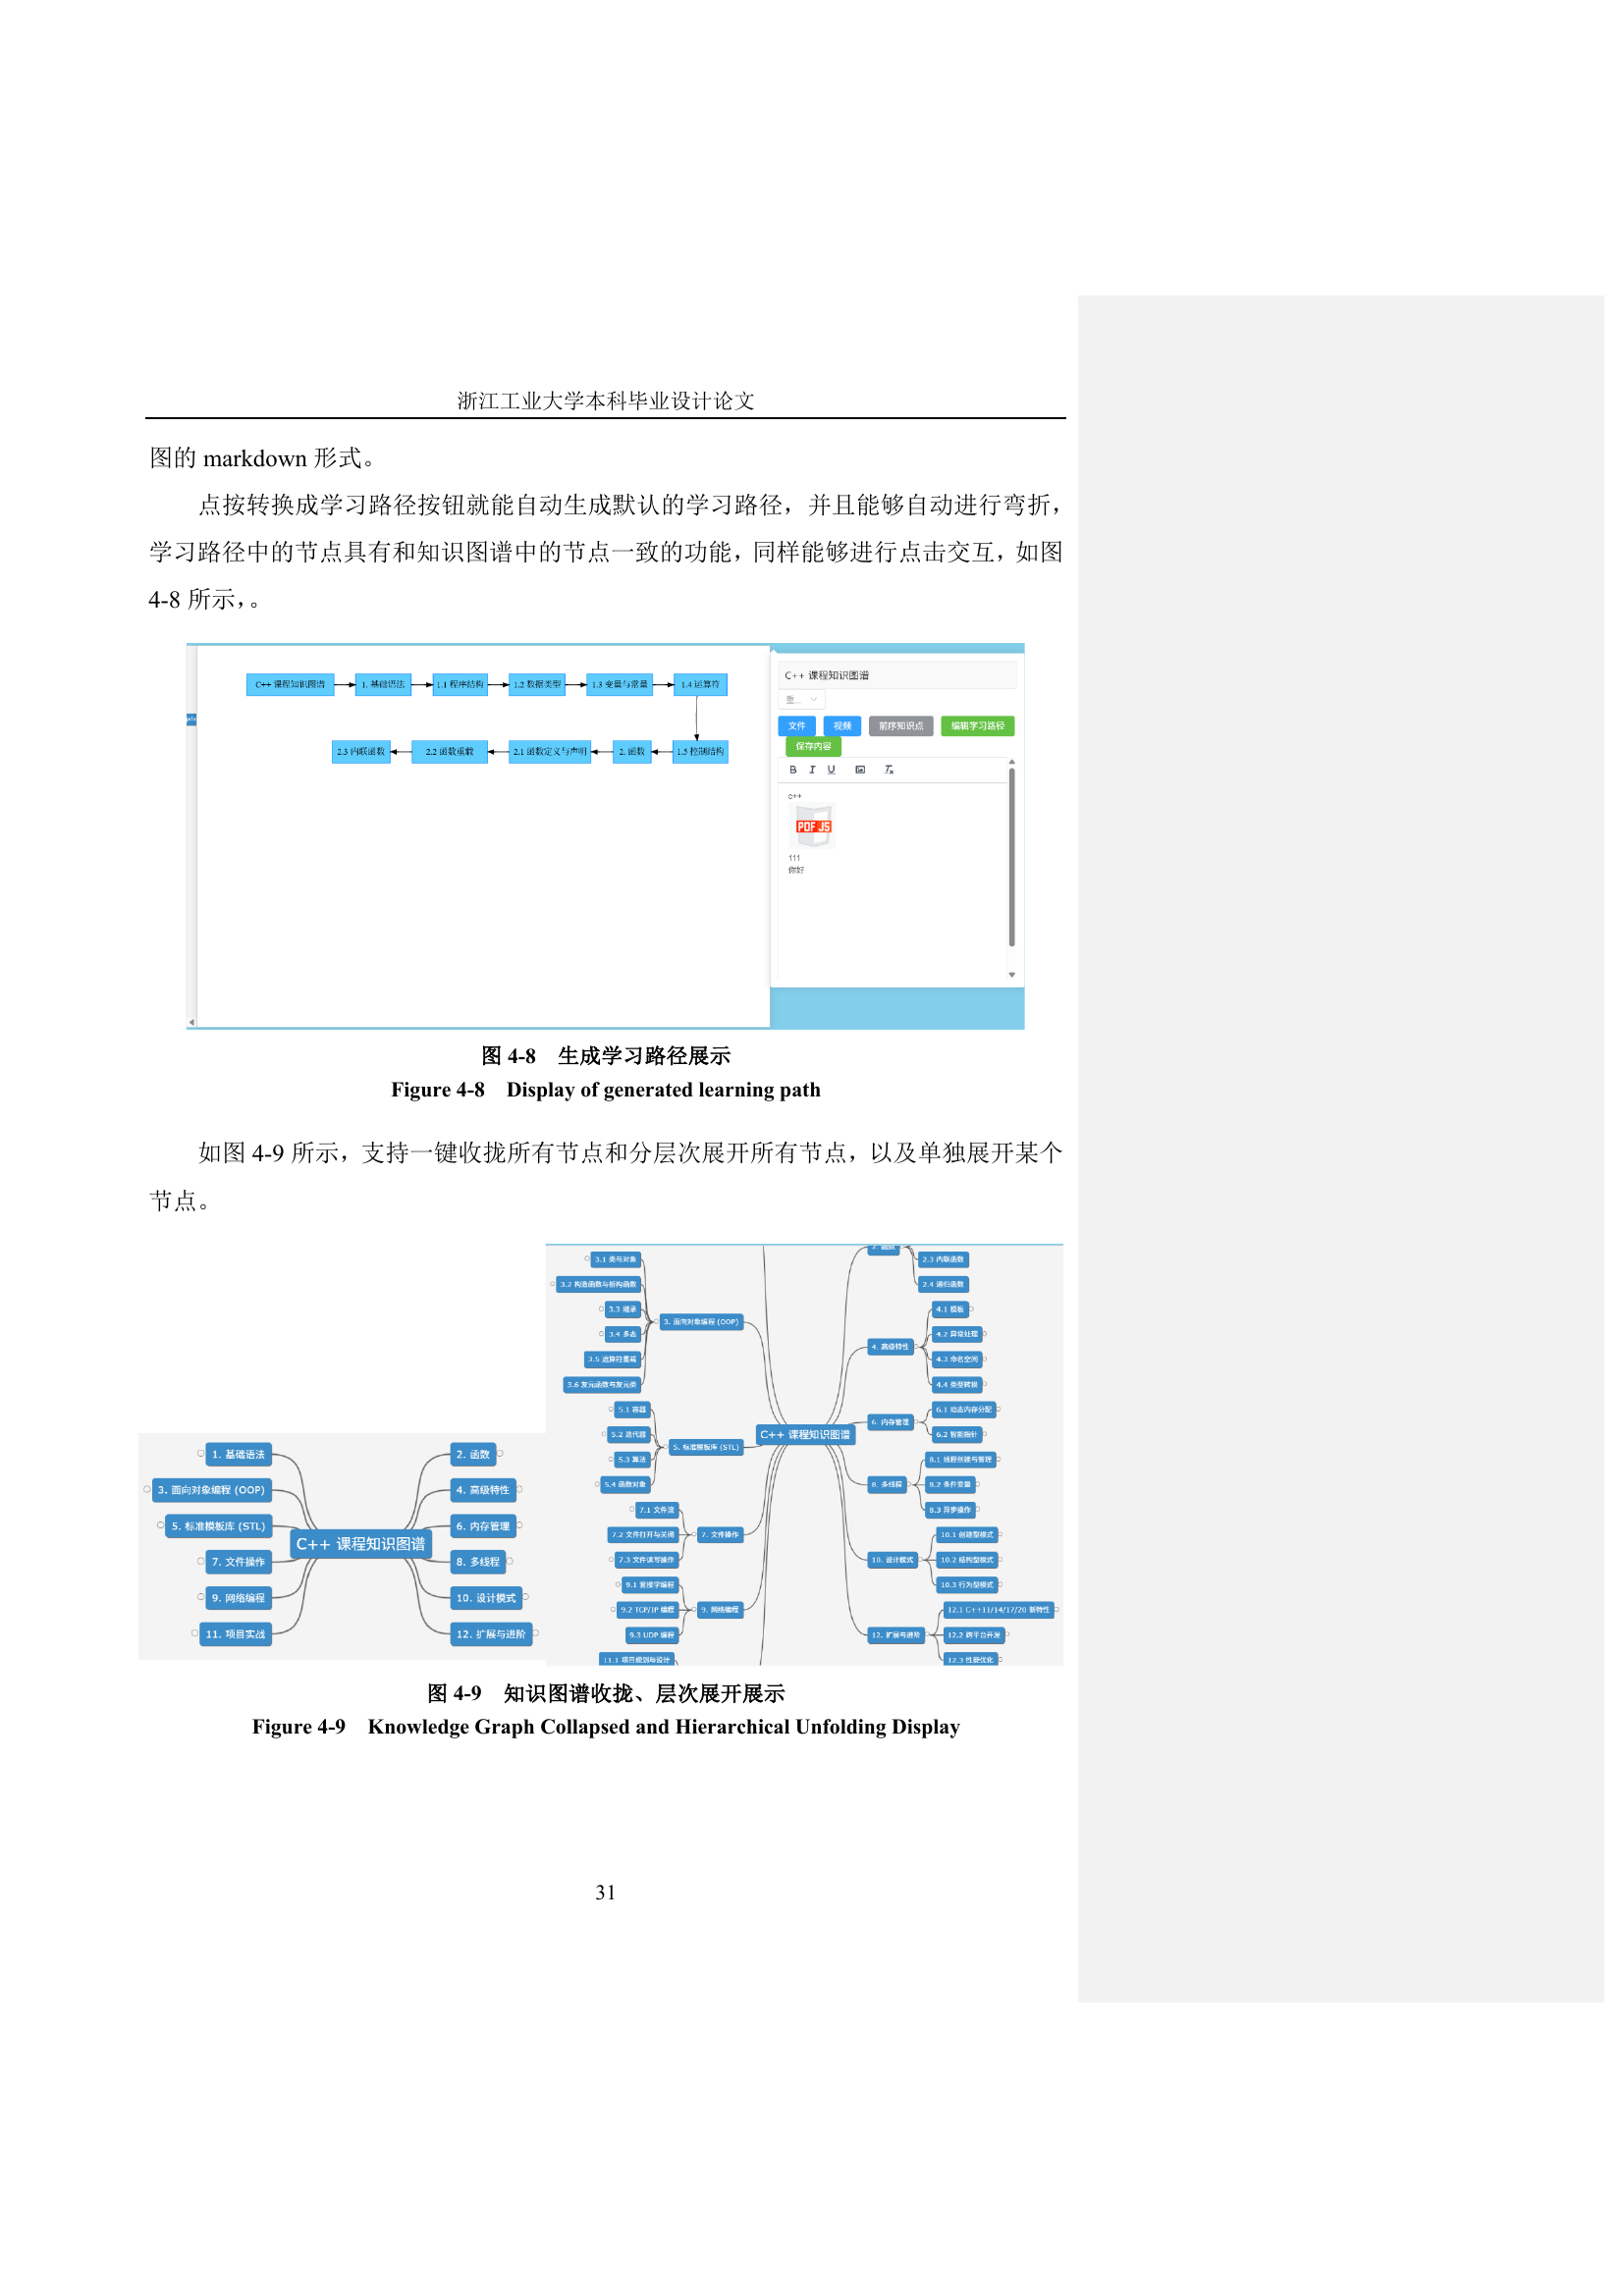 浙江工业大学本科毕业设计论文
图的 markdown 形式。
点按转换成学习路径按钮就能自动生成默认的学习路径，并且能够自动进行弯折，
学习路径中的节点具有和知识图谱中的节点一致的功能，同样能够进行点击交互，如图
4-8 所示，。
C++ 课程知识图谱
1. 基础语法
1.1 程序结构
1.2 数据类型
1.3 变量与常量
1.4 运算符
2.3 内联函数
2.2 函数重载
2.1 函数定义与声明
2. 函数
1.5 控制结构
C++ 课程知识图谱
重...
文件
视频
前序知识点
编辑学习路径
保存内容
B I U
c++
PDF JS
111
你好
图 4-8 生成学习路径展示
Figure 4-8 Display of generated learning path
如图 4-9 所示，支持一键收拢所有节点和分层次展开所有节点，以及单独展开某个
节点。
1. 基础语法
3. 面向对象编程 (OOP)
5. 标准模板库 (STL)
7. 文件操作
9. 网络编程
11. 项目实战
C++ 课程知识图谱
2. 函数
4. 高级特性
6. 内存管理
8. 多线程
10. 设计模式
12. 扩展与进阶
3.1 类与对象
3.2 构造函数与析构函数
3.3 继承
3.4 多态
3.5 运算符重载
3.6 友元函数与友元类
3. 面向对象编程 (OOP)
5.1 容器
5.2 迭代器
5.3 算法
5.4 函数对象
5. 标准模板库 (STL)
7.1 文件流
7.2 文件打开与关闭
7.3 文件读写操作
7. 文件操作
9.1 套接字编程
9.2 TCP/IP 编程
9.3 UDP 编程
9. 网络编程
11.1 项目规划与设计
C++ 课程知识图谱
2. 函数
2.3 内联函数
2.4 递归函数
4. 高级特性
4.1 模板
4.2 异常处理
4.3 命名空间
4.4 类型转换
6. 内存管理
6.1 动态内存分配
6.2 智能指针
8. 多线程
8.1 线程创建与管理
8.2 条件变量
8.3 异步操作
10. 设计模式
10.1 创建型模式
10.2 结构型模式
10.3 行为型模式
12. 扩展与进阶
12.1 C++11/14/17/20 新特性
12.2 跨平台开发
12.3 性能优化
图 4-9 知识图谱收拢、层次展开展示
Figure 4-9 Knowledge Graph Collapsed and Hierarchical Unfolding Display
31